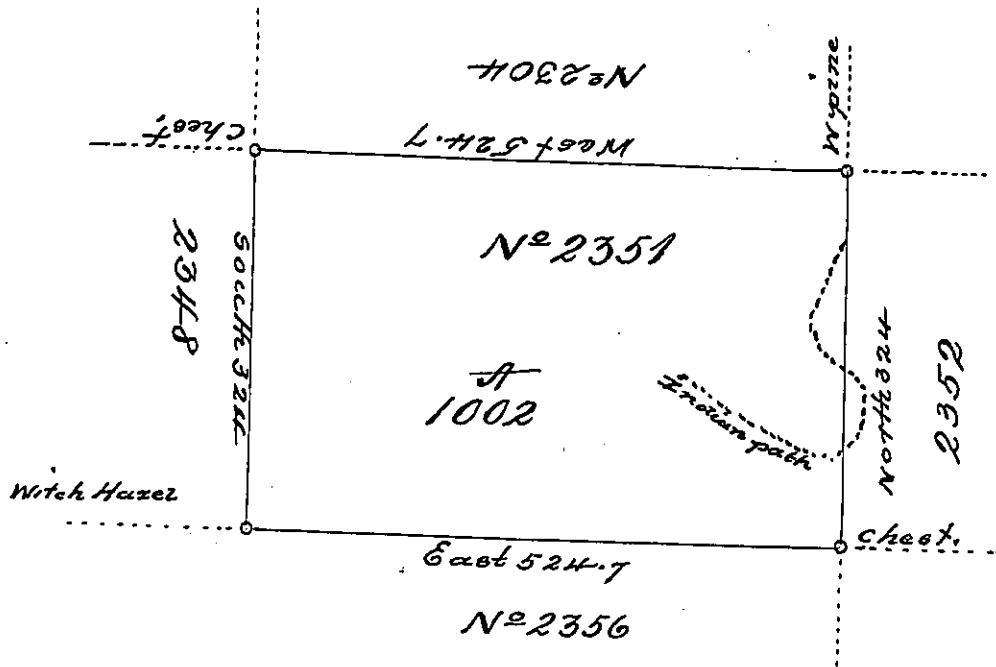 No 2304
West 524.7
Chest,
W pine
No 2351
2348
South 324
A
1002
Indian path
North 324
2352
Witch Hazel
Chest.
East 524.7
No 2356